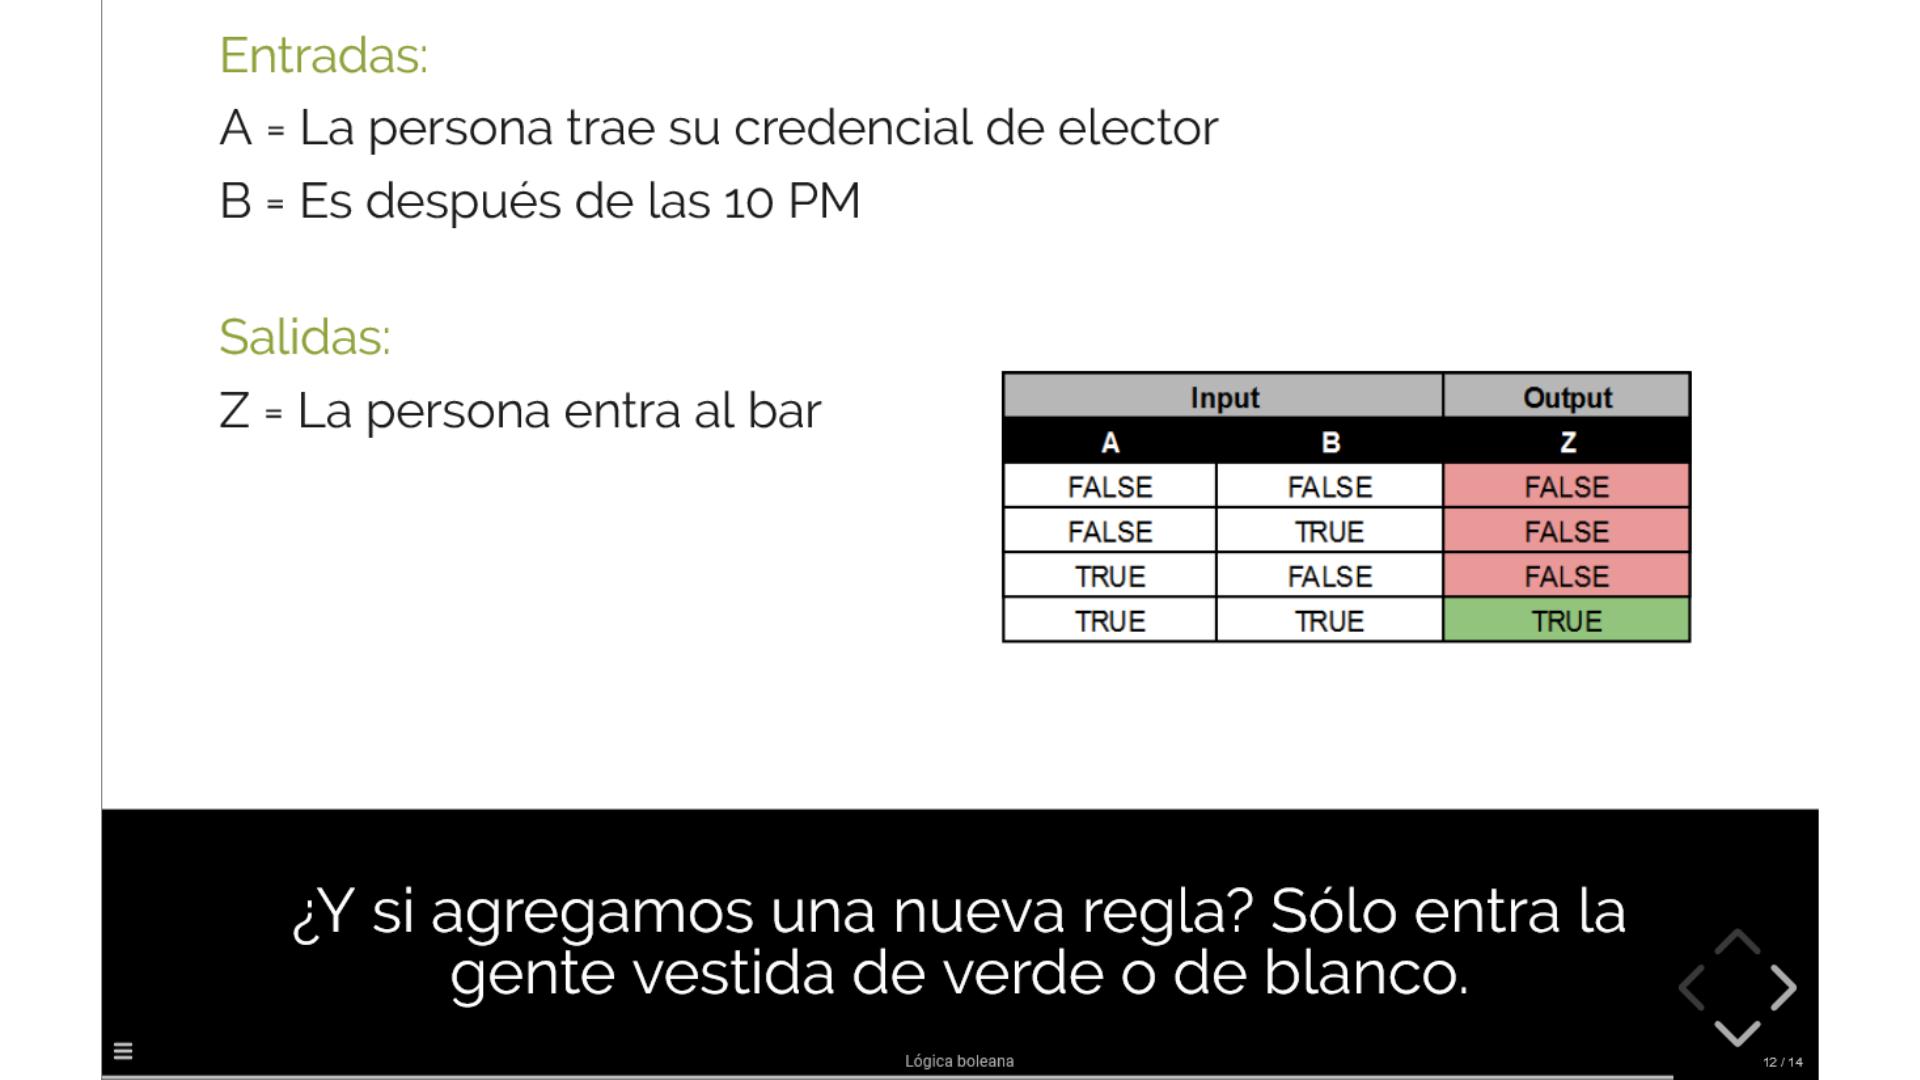 Entradas:
A = La persona trae su credencial de elector
B = Es después de las 10 PM
Salidas:
Z = La persona entra al bar
Input Output
A B Z
FALSE FALSE FALSE
FALSE TRUE FALSE
TRUE FALSE FALSE
TRUE TRUE TRUE
¿Y si agregamos una nueva regla? Sólo entra la
gente vestida de verde o de blanco.
Lógica boleana
12 / 14